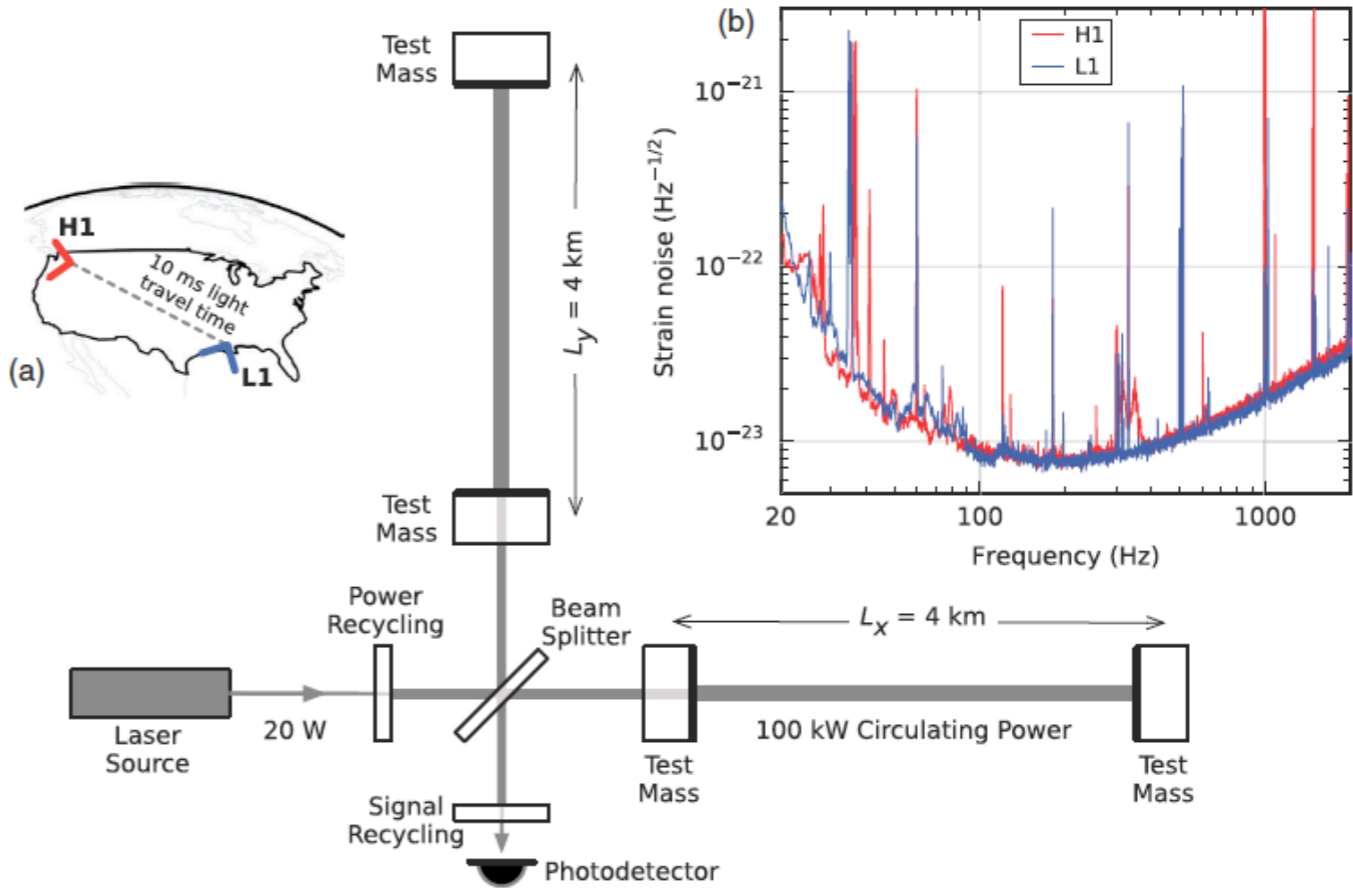 (a)
H1
10 ms light
travel time
L1
Test
Mass
L_y = 4 km
Test
Mass
Power
Recycling
Beam
Splitter
Laser
Source
20 W
L_x = 4 km
100 kW Circulating Power
Test
Mass
Test
Mass
Signal
Recycling
Photodetector
(b)
H1
L1
Strain noise (Hz^{-1/2})
10^{-21}
10^{-22}
10^{-23}
20 100 1000
Frequency (Hz)